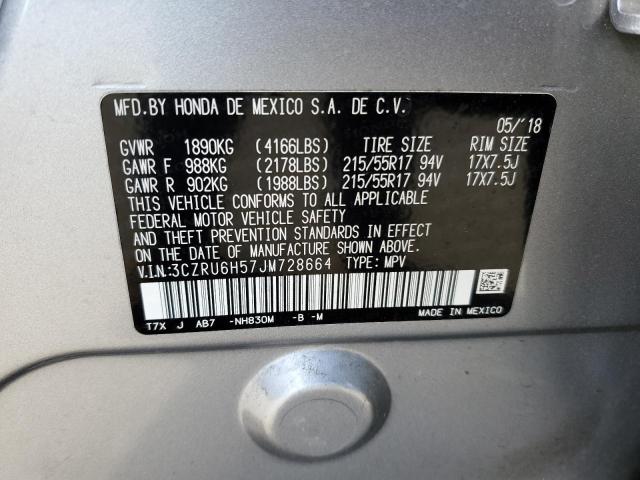 MFD.BY HONDA DE MEXICO S.A. DE C.V.
05/'18
GVWR 1890KG (4166LBS) TIRE SIZE RIM SIZE
GAWR F 988KG (2178LBS) 215/55R17 94V 17X7.5J
GAWR R 902KG (1988LBS) 215/55R17 94V 17X7.5J
THIS VEHICLE CONFORMS TO ALL APPLICABLE
FEDERAL MOTOR VEHICLE SAFETY
AND THEFT PREVENTION STANDARDS IN EFFECT
ON THE DATE OF MANUFACTURE SHOWN ABOVE.
V.I.N:3CZRU6H57JM728664 TYPE: MPV
T7X J AB7 -NH830M -B -M
MADE IN MEXICO